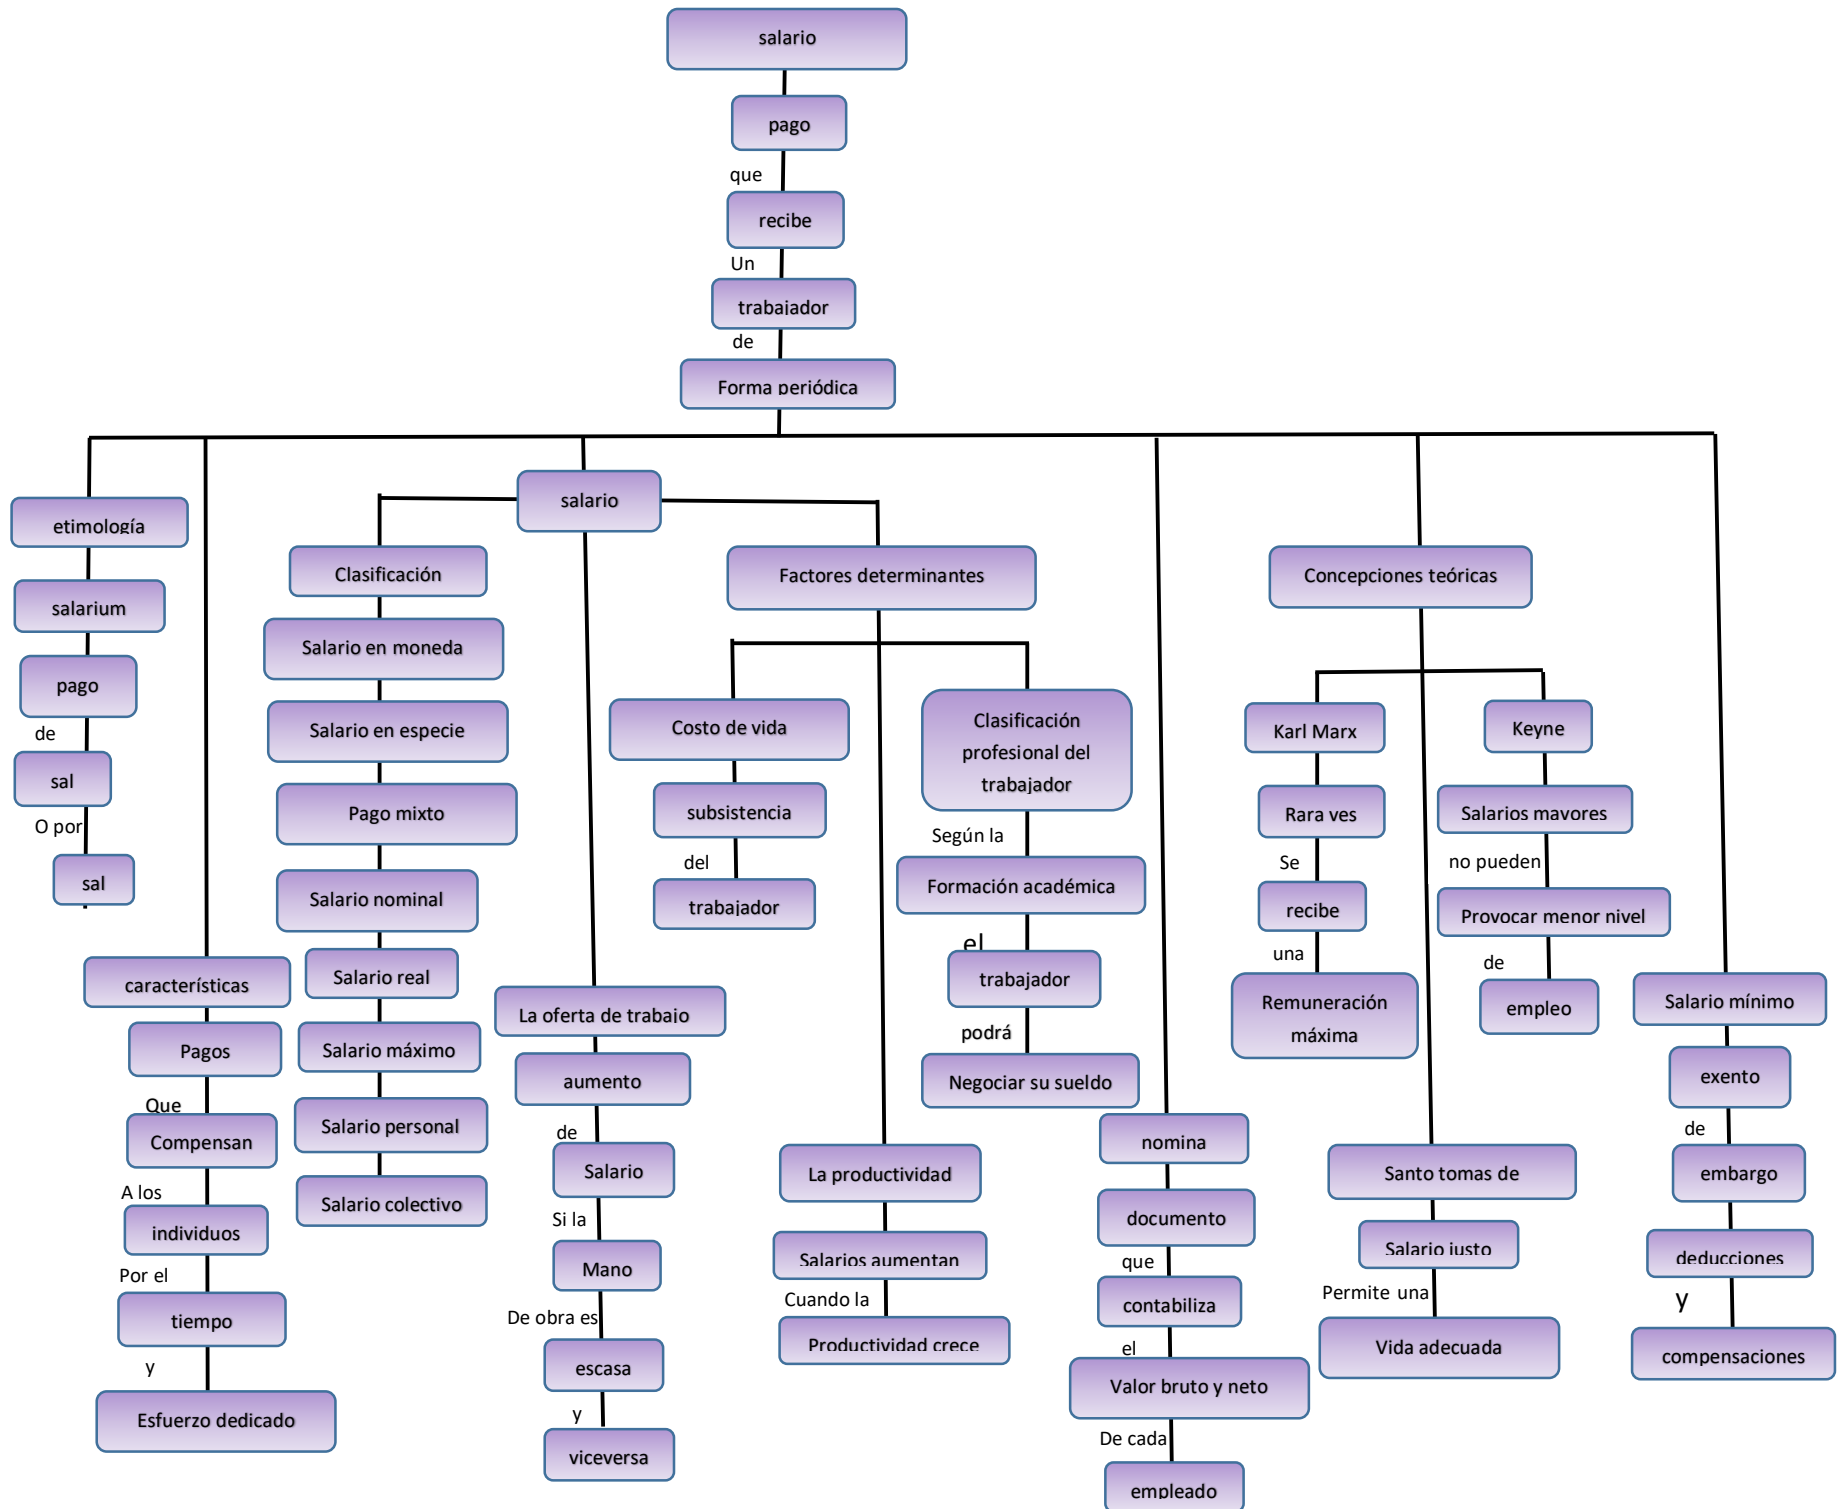 salario
pago
que
recibe
Un
trabajador
de
Forma periódica
etimología
salarium
pago
de
sal
O por
sal
características
Pagos
Que
Compensan
A los
individuos
Por el
tiempo
y
Esfuerzo dedicado
salario
Clasificación
Salario en moneda
Salario en especie
Pago mixto
Salario nominal
Salario real
Salario máximo
Salario personal
Salario colectivo
La oferta de trabajo
aumento
de
Salario
Si la
Mano
De obra es
escasa
y
viceversa
Factores determinantes
Costo de vida
subsistencia
del
trabajador
La productividad
Salarios aumentan
Cuando la
Productividad crece
Clasificación
profesional del
trabajador
Según la
Formación académica
el
trabajador
podrá
Negociar su sueldo
nomina
documento
que
contabiliza
el
Valor bruto y neto
De cada
empleado
Concepciones teóricas
Karl Marx
Rara ves
Se
recibe
una
Remuneración
máxima
Santo tomas de
Salario justo
Permite una
Vida adecuada
Keyne
Salarios mayores
no pueden
Provocar menor nivel
de
empleo
Salario mínimo
exento
de
embargo
deducciones
y
compensaciones